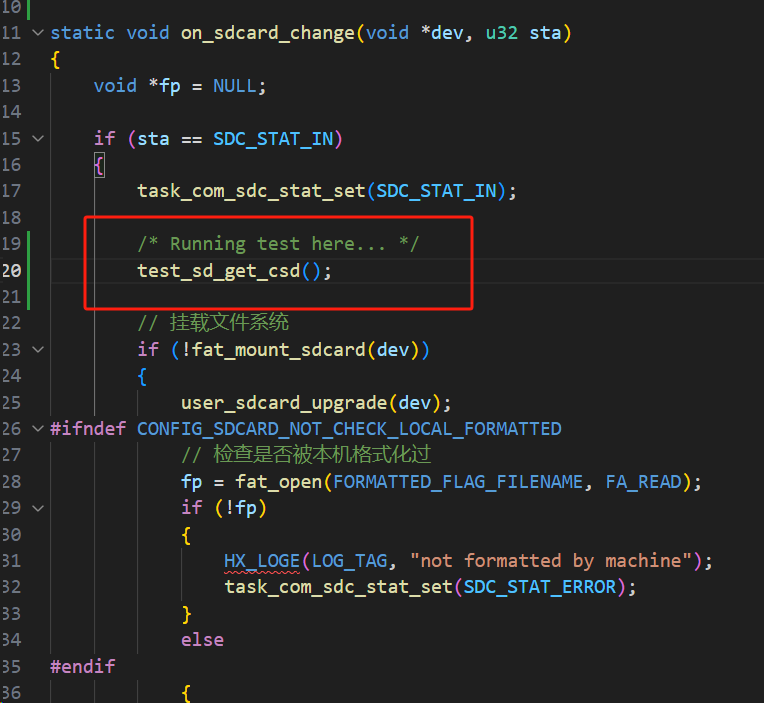 10
11 static void on_sdcard_change(void *dev, u32 sta)
12 {
13     void *fp = NULL;
14
15     if (sta == SDC_STAT_IN)
16     {
17         task_com_sdc_stat_set(SDC_STAT_IN);
18
19         /* Running test here... */
20         test_sd_get_csd();
21
22         // 挂载文件系统
23         if (!fat_mount_sdcard(dev))
24         {
25             user_sdcard_upgrade(dev);
26 #ifndef CONFIG_SDCARD_NOT_CHECK_LOCAL_FORMATTED
27             // 检查是否被本机格式化过
28             fp = fat_open(FORMATTED_FLAG_FILENAME, FA_READ);
29             if (!fp)
30             {
31                 HX_LOGE(LOG_TAG, "not formatted by machine");
32                 task_com_sdc_stat_set(SDC_STAT_ERROR);
33             }
34             else
35 #endif
36             {